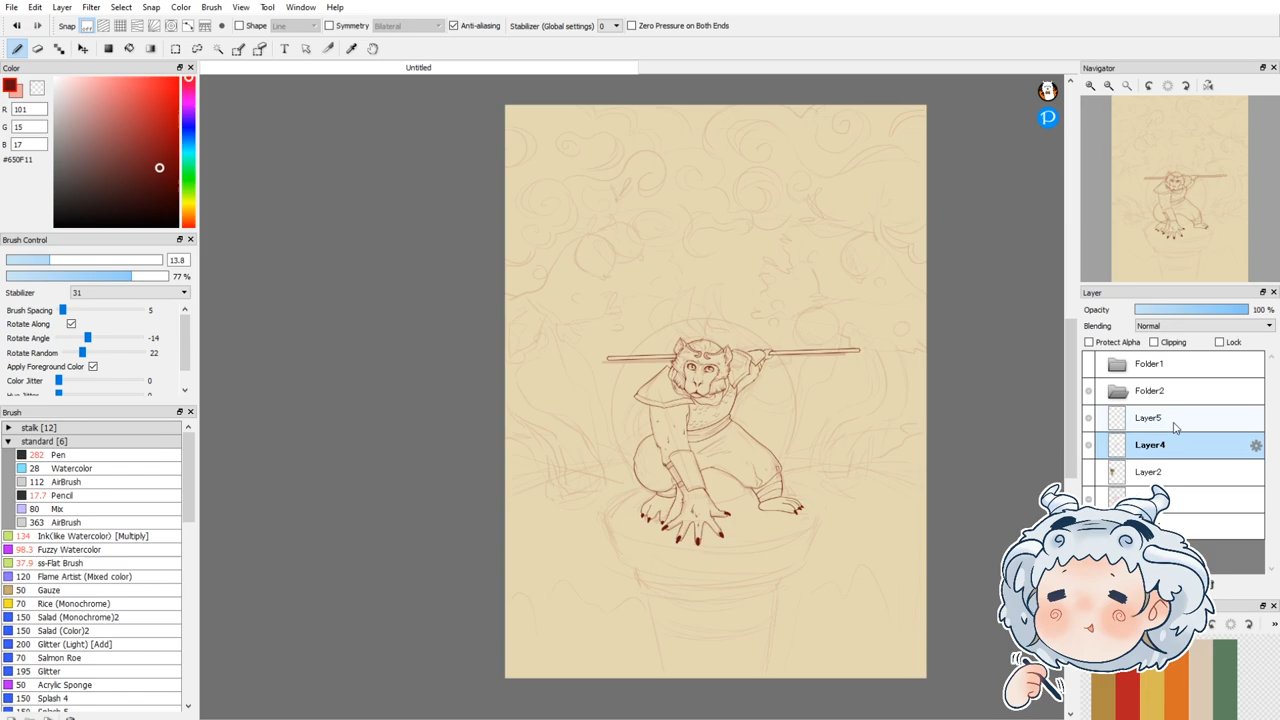 File Edit Layer Filter Select Snap Color Brush View Tool Window Help
Snap OFF Shape Line Symmetry Bilateral Anti-aliasing Stabilizer (Global settings) 0 Zero Pressure on Both Ends
Color
Untitled
Navigator
R 101
G 15
B 17
#650F11
Brush Control
13.8
77 %
Stabilizer 31
Brush Spacing 5
Rotate Along
Rotate Angle -14
Rotate Random 22
Apply Foreground Color
Color Jitter 0
Brush
stalk [12]
standard [6]
282 Pen
28 Watercolor
112 AirBrush
17.7 Pencil
80 Mix
363 AirBrush
134 Ink(like Watercolor) [Multiply]
98.3 Fuzzy Watercolor
37.9 ss-Flat Brush
120 Flame Artist (Mixed color)
50 Gauze
70 Rice (Monochrome)
150 Salad (Monochrome)2
150 Salad (Color)2
200 Glitter (Light) [Add]
70 Salmon Roe
195 Glitter
50 Acrylic Sponge
150 Splash 4
Layer
Opacity 100 %
Blending Normal
Protect Alpha Clipping Lock
Folder1
Folder2
Layer5
Layer4
Layer2